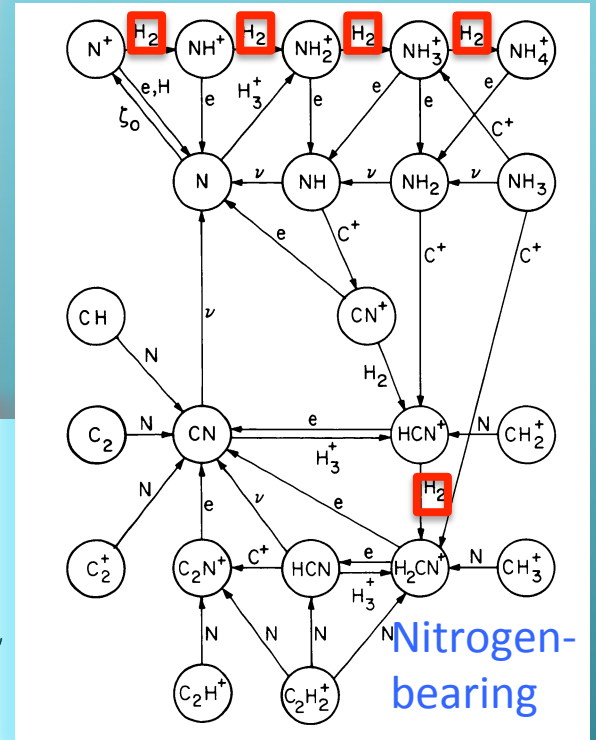 N⁺ H₂ NH⁺ H₂ NH₂⁺ H₂ NH₃⁺ H₂ NH₄⁺
e,H e H₃⁺ e e e e
ζ₀ C⁺
N ν NH ν NH₂ ν NH₃
e C⁺ C⁺ C⁺
CH ν CN⁺
N H₂
C₂ N CN e H₃⁺ HCN⁺ N CH₂⁺
N e ν e H₂
C₂⁺ C₂N⁺ C⁺ HCN e H₃⁺ H₂CN⁺ N CH₃⁺
N N N N
C₂H⁺ C₂H₂⁺
Nitrogen-
bearing